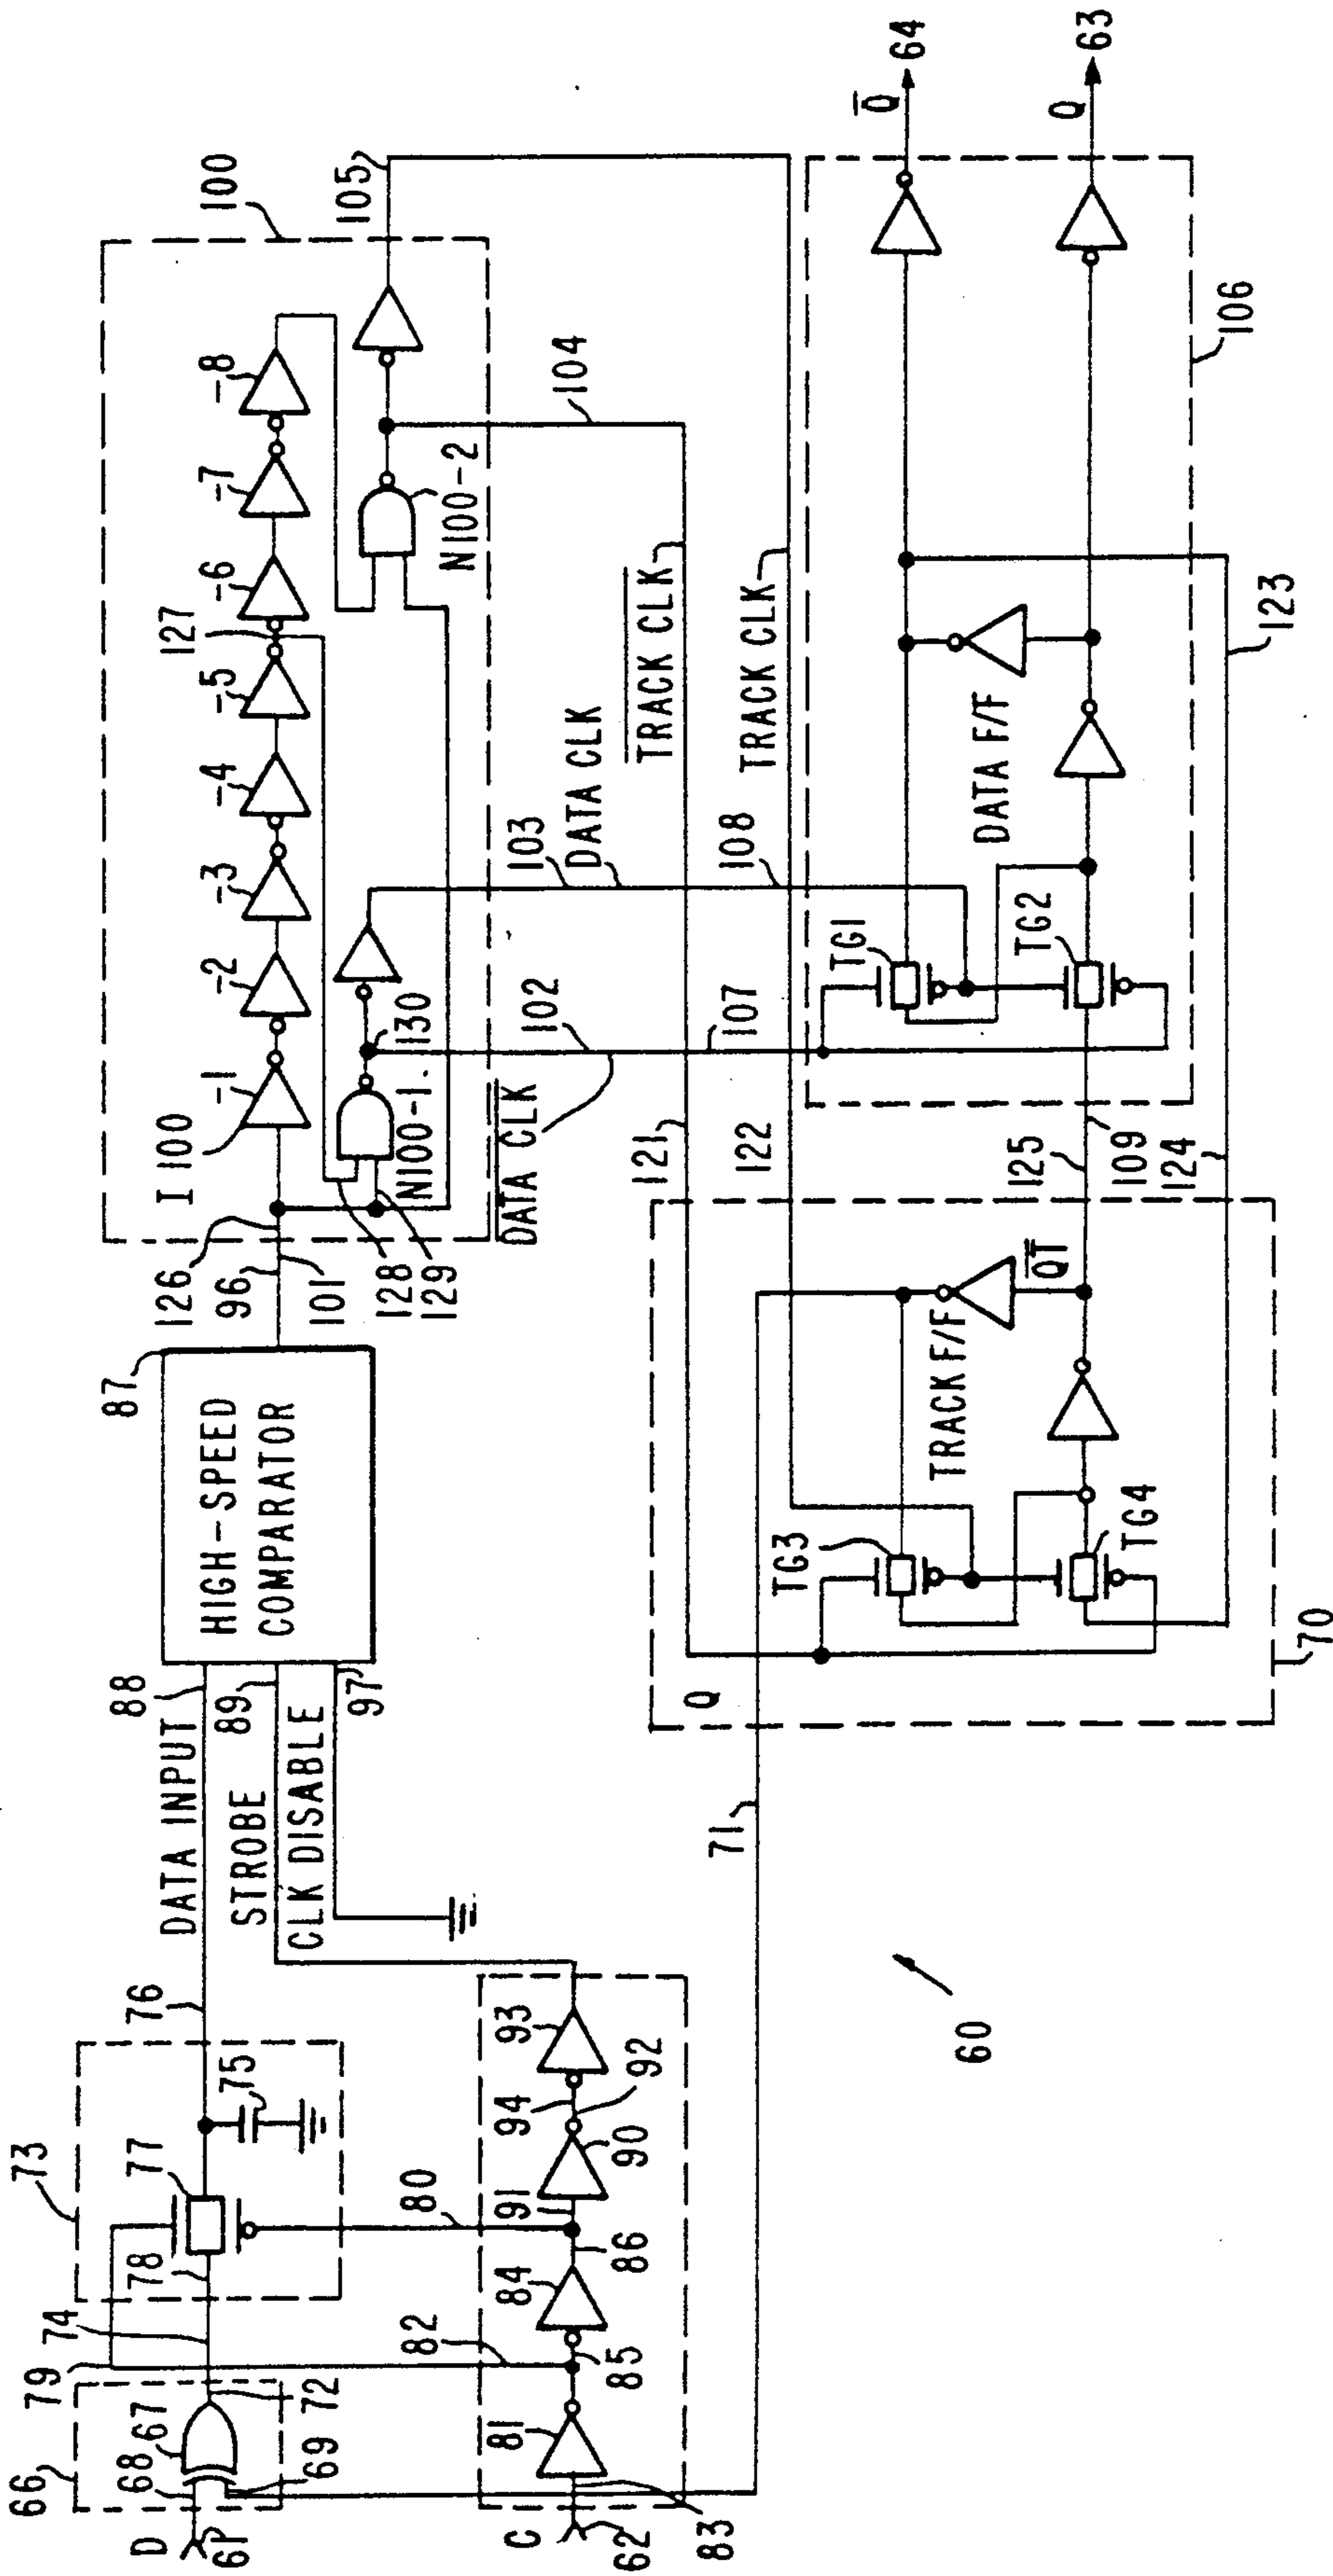 66
68
67
D
61
69
72
79
74
73
78
77
75
76
DATA INPUT
88
STROBE
89
CLK DISABLE
97
87
HIGH-SPEED
COMPARATOR
C
62
83
81
82
85
84
86
80
91
90
94
92
93
126
96
101
128
129
I 100
-1
-2
-3
-4
-5
127
-6
-7
-8
100
N100-1
130
N100-2
105
DATA CLK
102
103
DATA CLK
104
TRACK CLK
TRACK CLK
121
122
107
108
71
Q
TG3
TG4
TRACK F/F
QT
70
125
109
124
123
TG1
TG2
DATA F/F
106
Q
64
Q
63
60